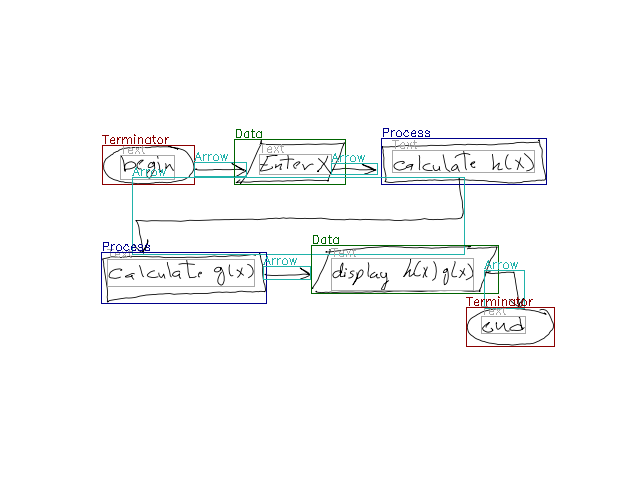 Terminator
Text
begin
Arrow
Arrow
Data
Text
Enter X
Arrow
Process
Text
calculate h(x)
Process
Text
calculate g(x)
Arrow
Data
Text
display h(x) g(x)
Arrow
Terminator
Text
end